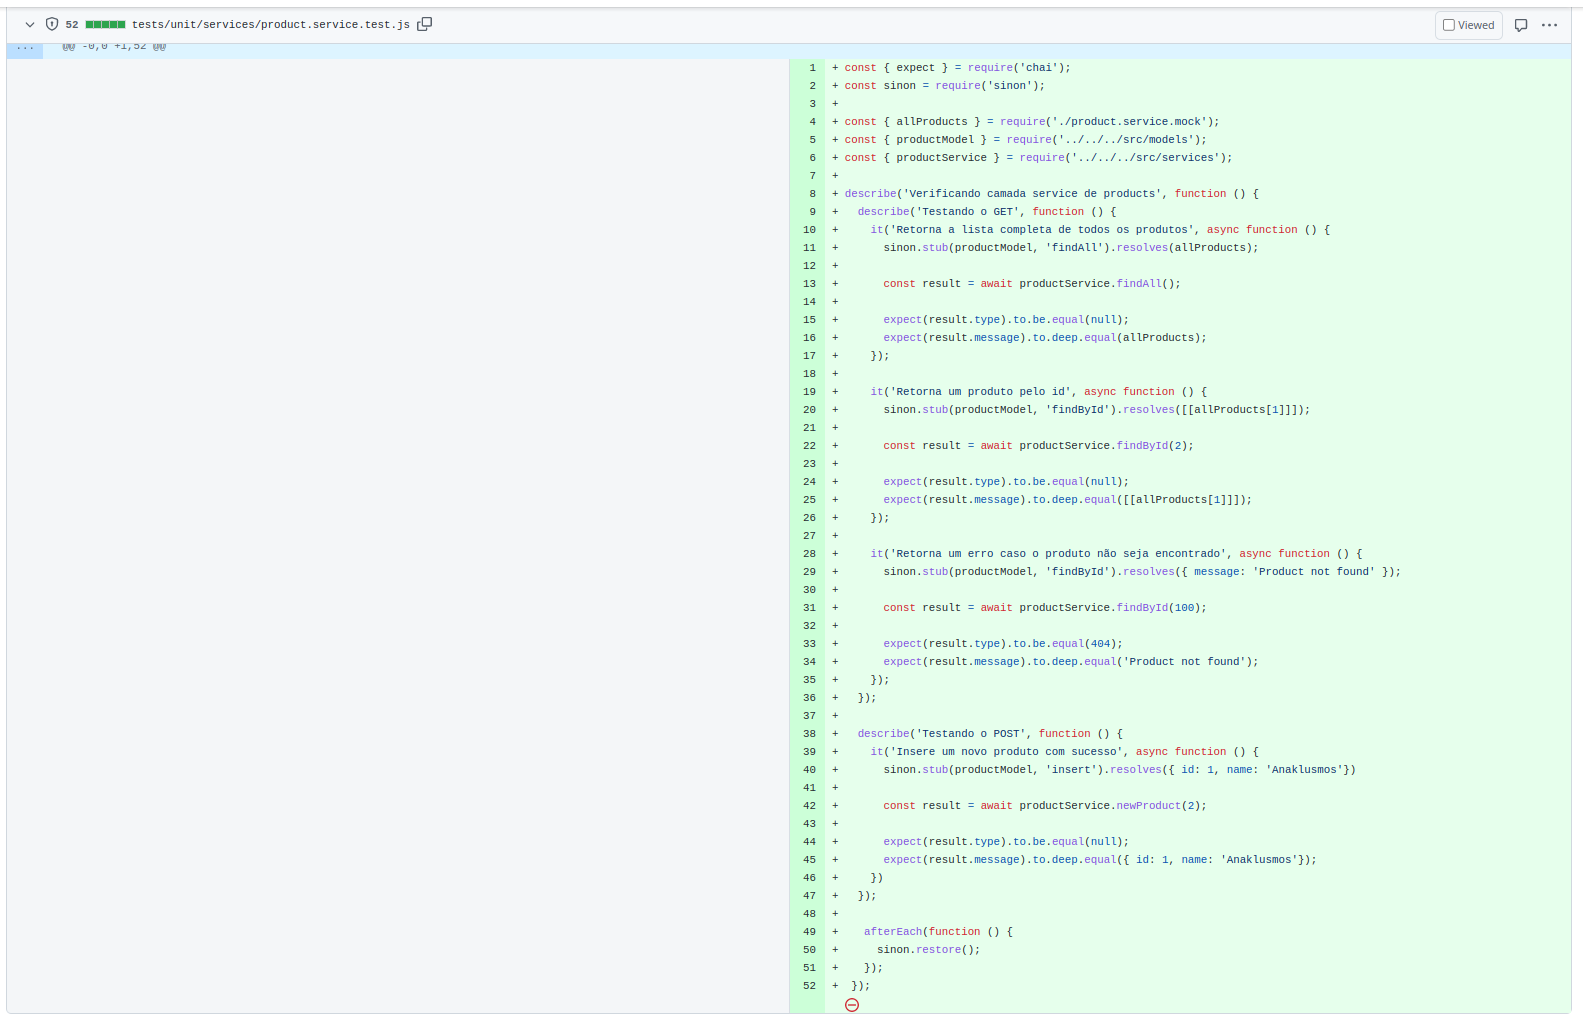 52 tests/unit/services/product.service.test.js Viewed ...
... @@ -0,0 +1,52 @@
1 + const { expect } = require('chai');
2 + const sinon = require('sinon');
3 +
4 + const { allProducts } = require('./product.service.mock');
5 + const { productModel } = require('../../../src/models');
6 + const { productService } = require('../../../src/services');
7 +
8 + describe('Verificando camada service de products', function () {
9 +   describe('Testando o GET', function () {
10 +     it('Retorna a lista completa de todos os produtos', async function () {
11 +       sinon.stub(productModel, 'findAll').resolves(allProducts);
12 +
13 +       const result = await productService.findAll();
14 +
15 +       expect(result.type).to.be.equal(null);
16 +       expect(result.message).to.deep.equal(allProducts);
17 +     });
18 +
19 +     it('Retorna um produto pelo id', async function () {
20 +       sinon.stub(productModel, 'findById').resolves([[allProducts[1]]]);
21 +
22 +       const result = await productService.findById(2);
23 +
24 +       expect(result.type).to.be.equal(null);
25 +       expect(result.message).to.deep.equal([[allProducts[1]]]);
26 +     });
27 +
28 +     it('Retorna um erro caso o produto não seja encontrado', async function () {
29 +       sinon.stub(productModel, 'findById').resolves({ message: 'Product not found' });
30 +
31 +       const result = await productService.findById(100);
32 +
33 +       expect(result.type).to.be.equal(404);
34 +       expect(result.message).to.deep.equal('Product not found');
35 +     });
36 +   });
37 +
38 +   describe('Testando o POST', function () {
39 +     it('Insere um novo produto com sucesso', async function () {
40 +       sinon.stub(productModel, 'insert').resolves({ id: 1, name: 'Anaklusmos'})
41 +
42 +       const result = await productService.newProduct(2);
43 +
44 +       expect(result.type).to.be.equal(null);
45 +       expect(result.message).to.deep.equal({ id: 1, name: 'Anaklusmos'});
46 +     })
47 +   });
48 +
49 +    afterEach(function () {
50 +      sinon.restore();
51 +    });
52 +  });